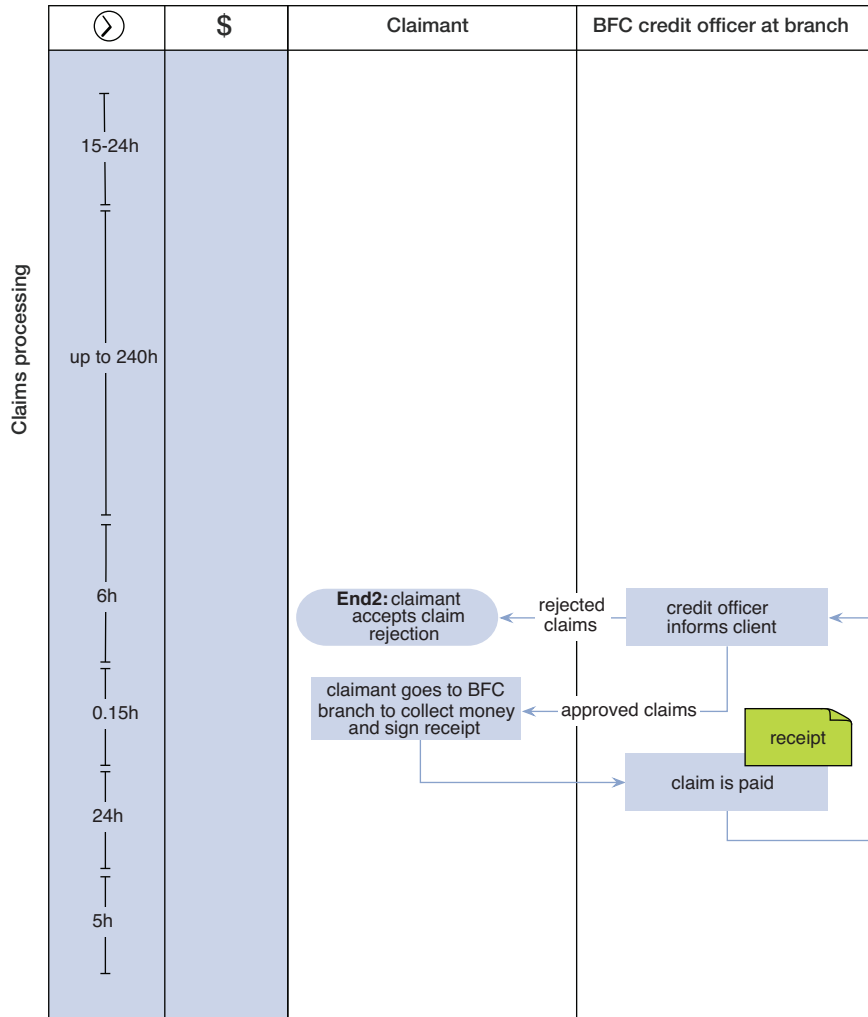 $
Claimant
BFC credit officer at branch
Claims processing
15-24h
up to 240h
6h
0.15h
24h
5h
End2: claimant
accepts claim
rejection
rejected
claims
credit officer
informs client
claimant goes to BFC
branch to collect money
and sign receipt
approved claims
receipt
claim is paid